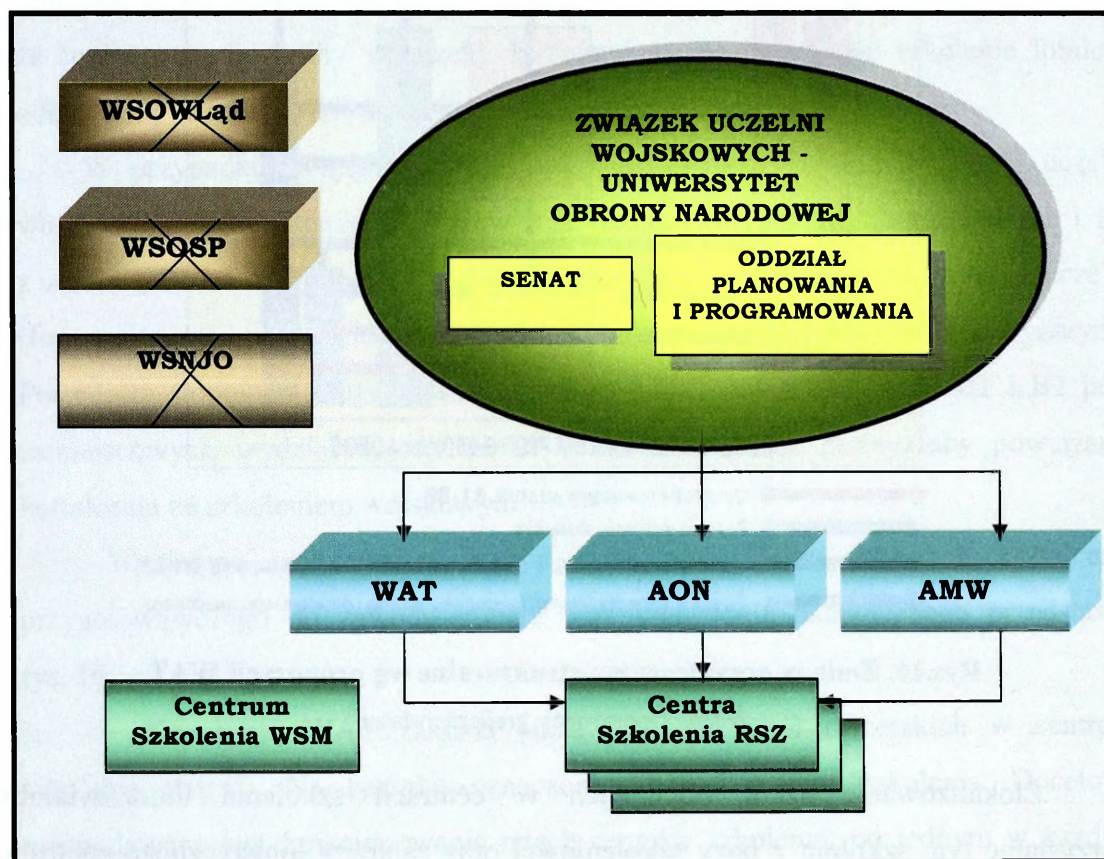 WSOWLąd
WSOSP
WSNJO
ZWIĄZEK UCZELNI
WOJSKOWYCH -
UNIWERSYTET
OBRONY NARODOWEJ
SENAT
ODDZIAŁ
PLANOWANIA
I PROGRAMOWANIA
WAT
AON
AMW
Centrum
Szkolenia WSM
Centra
Szkolenia RSZ